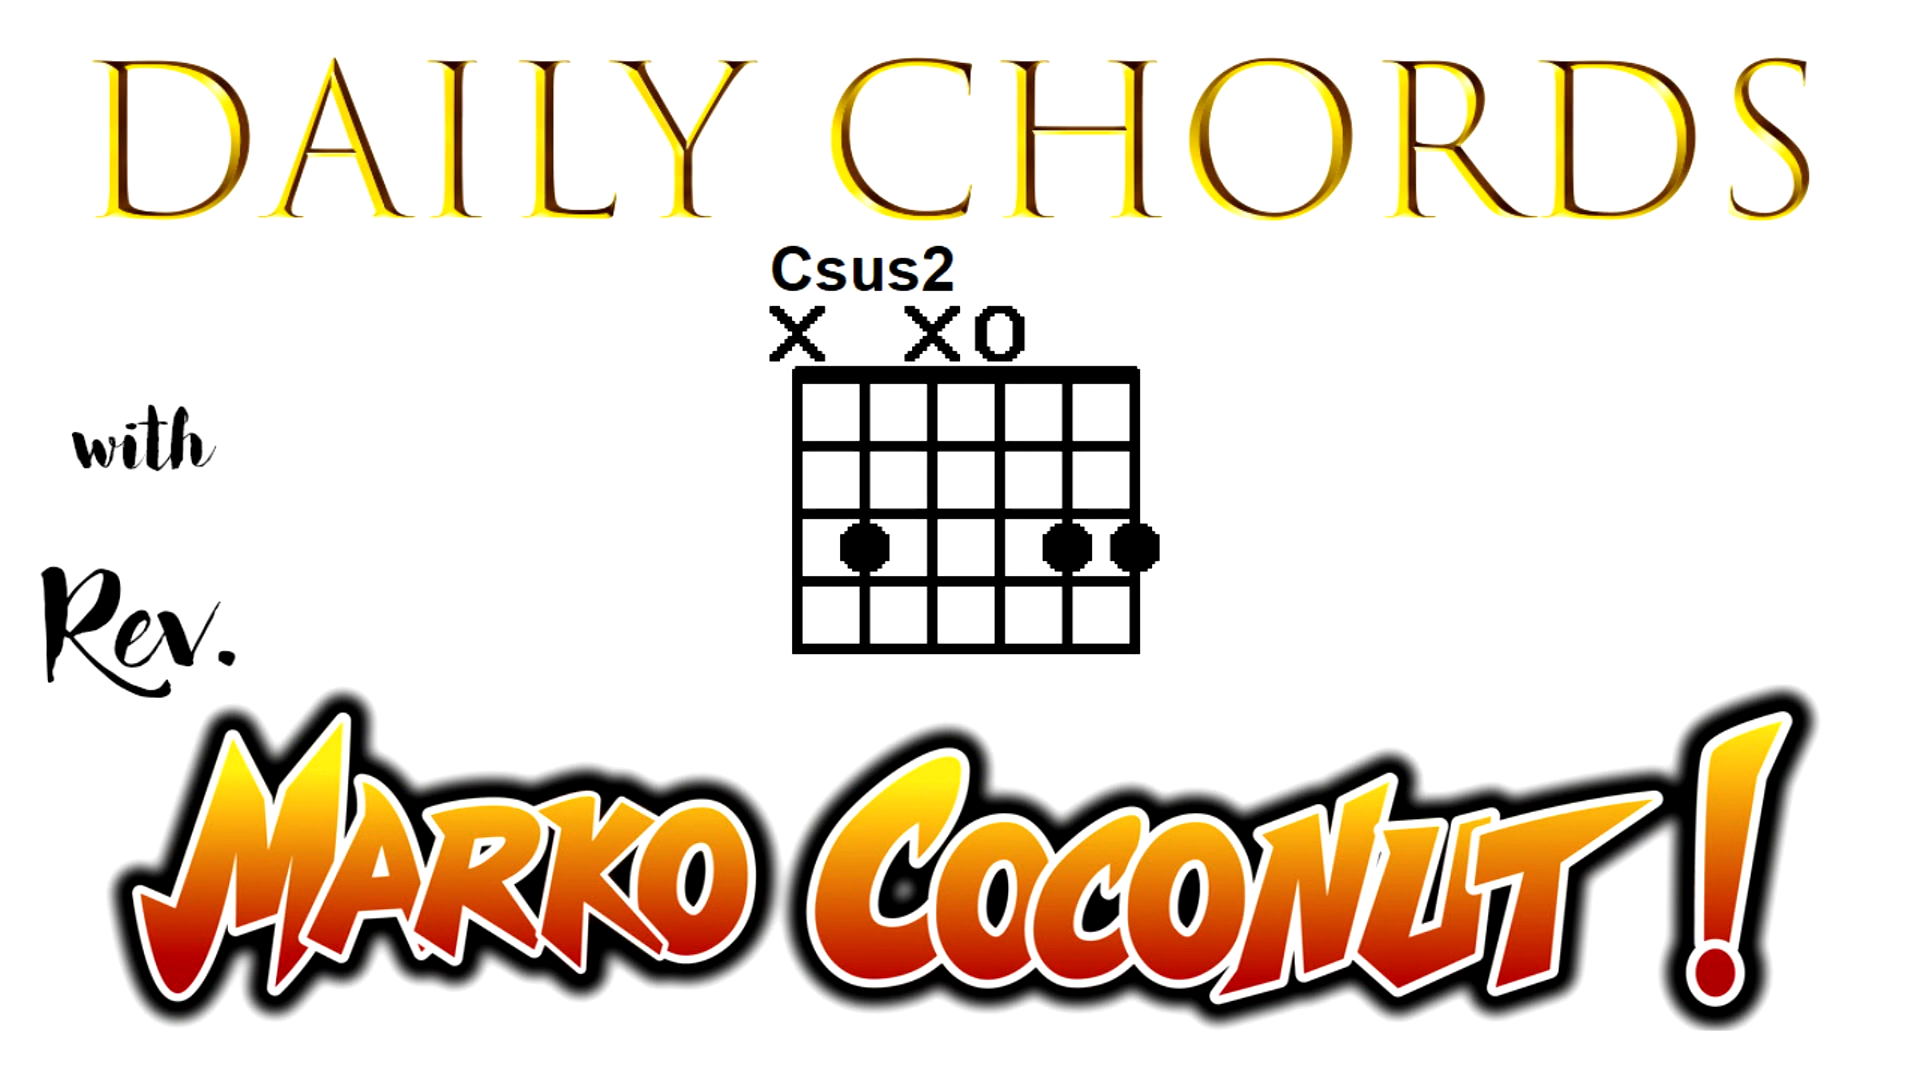 DAILY CHORDS
Csus2
X XO
with
Rev.
MARKO COCONUT!